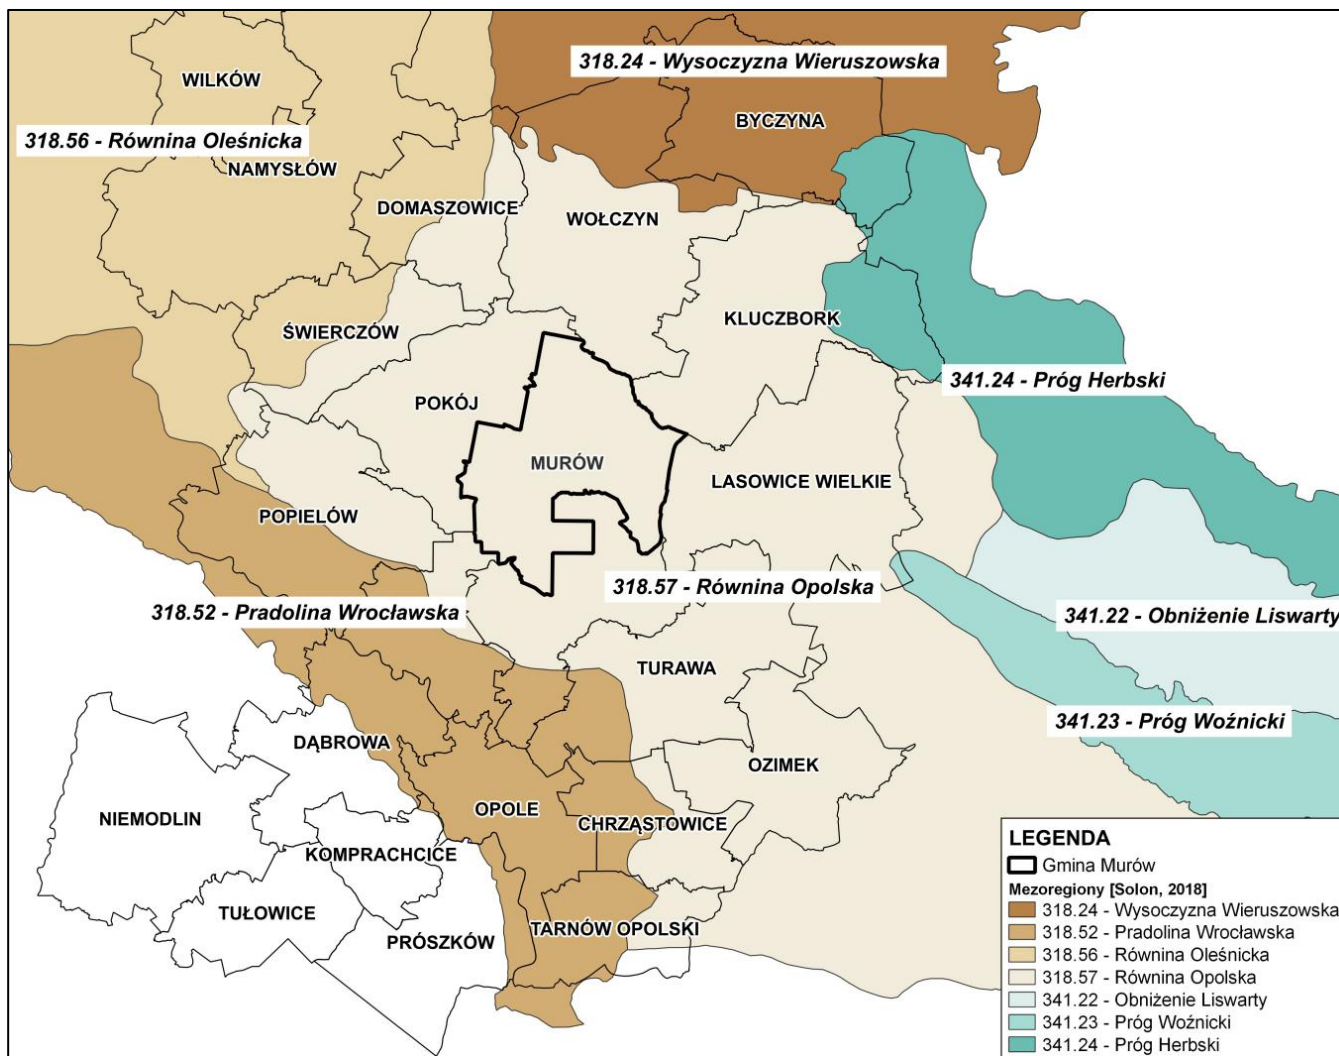 318.24 - Wysoczyzna Wieruszowska
WILKÓW
BYCZYNA
318.56 - Równina Oleśnicka
NAMYSŁÓW
DOMASZOWICE
WOŁCZYN
ŚWIERCZÓW
KLUCZBORK
341.24 - Próg Herbski
POKÓJ
MURÓW
LASOWICE WIELKIE
POPIELÓW
318.57 - Równina Opolska
318.52 - Pradolina Wrocławska
341.22 - Obniżenie Liswarty
TURAWA
341.23 - Próg Woźnicki
DĄBROWA
OZIMEK
NIEMODLIN
OPOLE
CHRZĄSTOWICE
KOMPRACHCICE
TUŁOWICE
TARNÓW OPOLSKI
PRÓSZKÓW
LEGENDA
Gmina Murów
Mezoregiony [Solon, 2018]
318.24 - Wysoczyzna Wieruszowska
318.52 - Pradolina Wrocławska
318.56 - Równina Oleśnicka
318.57 - Równina Opolska
341.22 - Obniżenie Liswarty
341.23 - Próg Woźnicki
341.24 - Próg Herbski